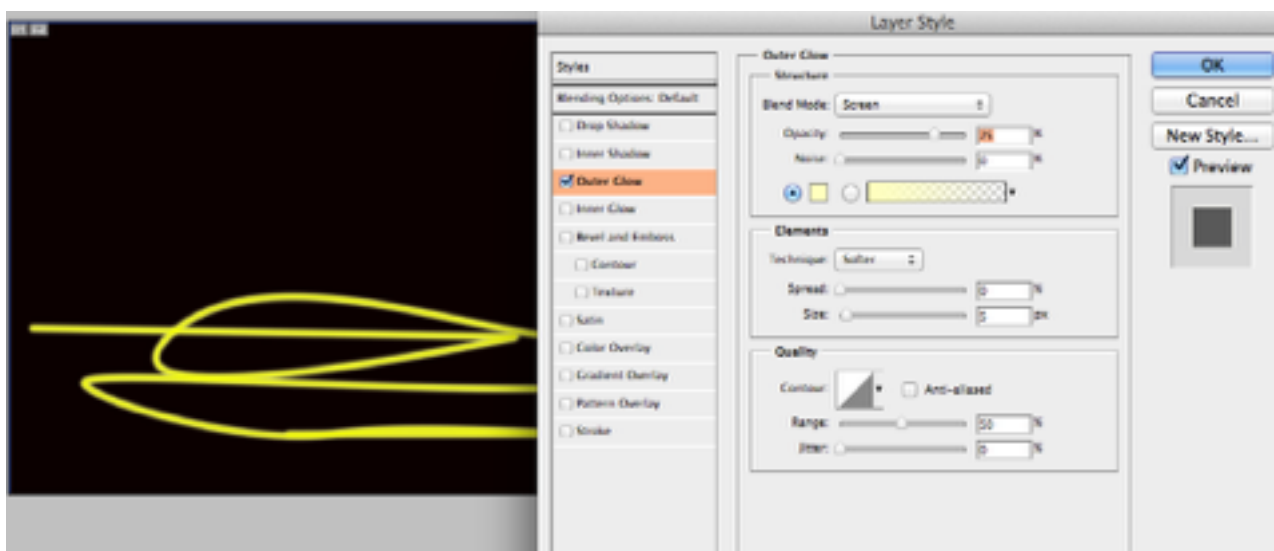 Layer Style
Styles
Blending Options: Default
Drop Shadow
Inner Shadow
Outer Glow
Inner Glow
Bevel and Emboss
Contour
Texture
Satin
Color Overlay
Gradient Overlay
Pattern Overlay
Stroke
Outer Glow
Structure
Blend Mode: Screen
Opacity: 75 %
Noise: 0 %
Elements
Technique: Softer
Spread: 0 %
Size: 5 px
Quality
Contour: Anti-aliased
Range: 50 %
Jitter: 0 %
OK
Cancel
New Style...
Preview